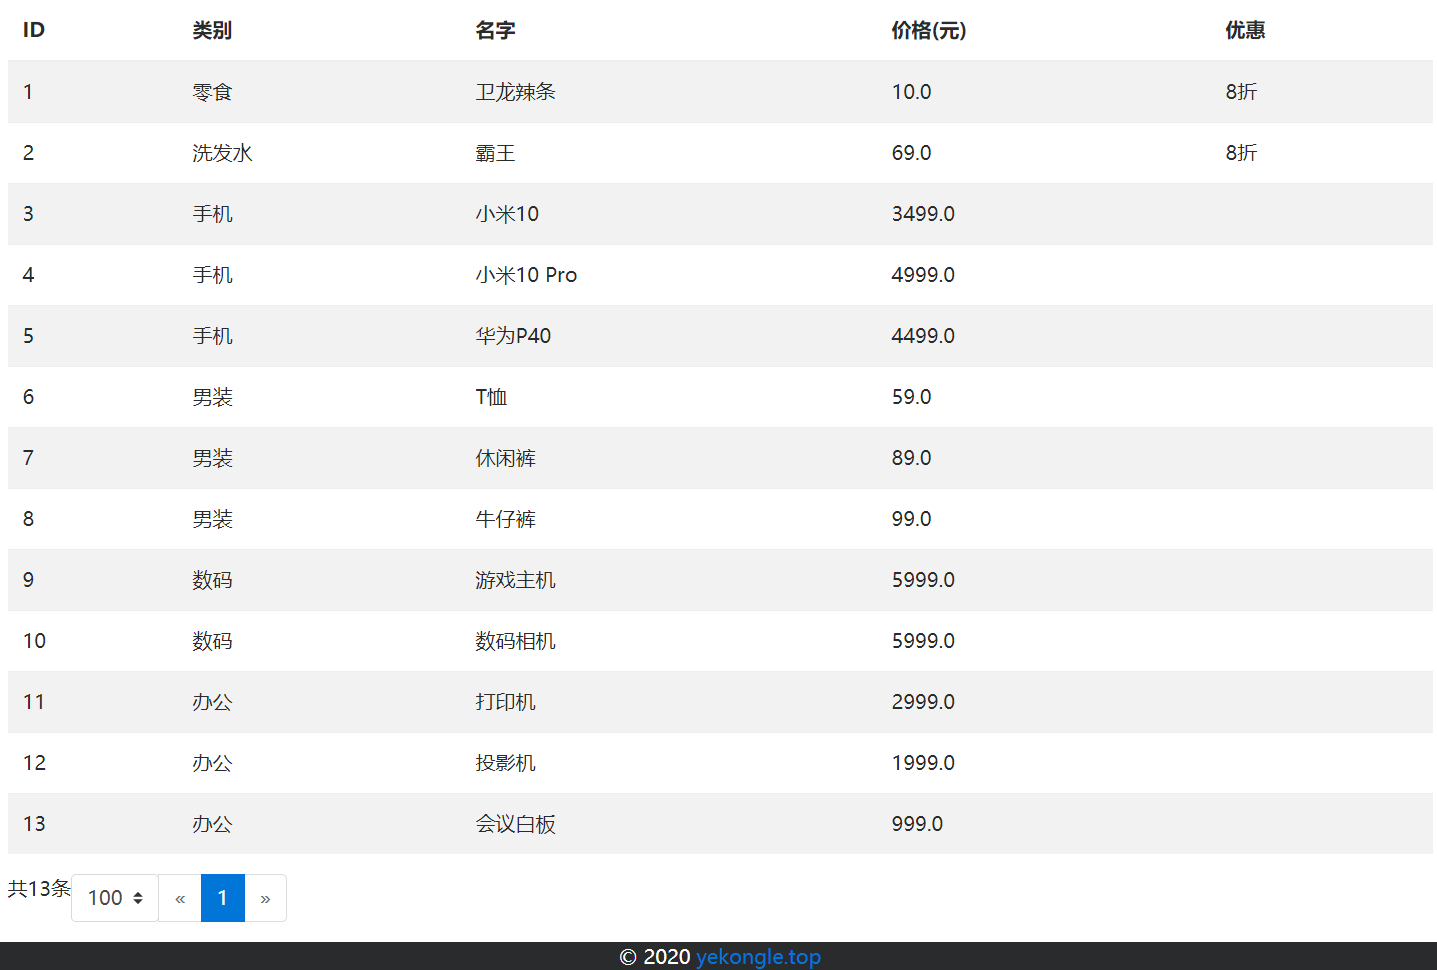 ID 类别 名字 价格(元) 优惠
1 零食 卫龙辣条 10.0 8折
2 洗发水 霸王 69.0 8折
3 手机 小米10 3499.0
4 手机 小米10 Pro 4999.0
5 手机 华为P40 4499.0
6 男装 T恤 59.0
7 男装 休闲裤 89.0
8 男装 牛仔裤 99.0
9 数码 游戏主机 5999.0
10 数码 数码相机 5999.0
11 办公 打印机 2999.0
12 办公 投影机 1999.0
13 办公 会议白板 999.0
共13条 100 « 1 »
© 2020 yekongle.top